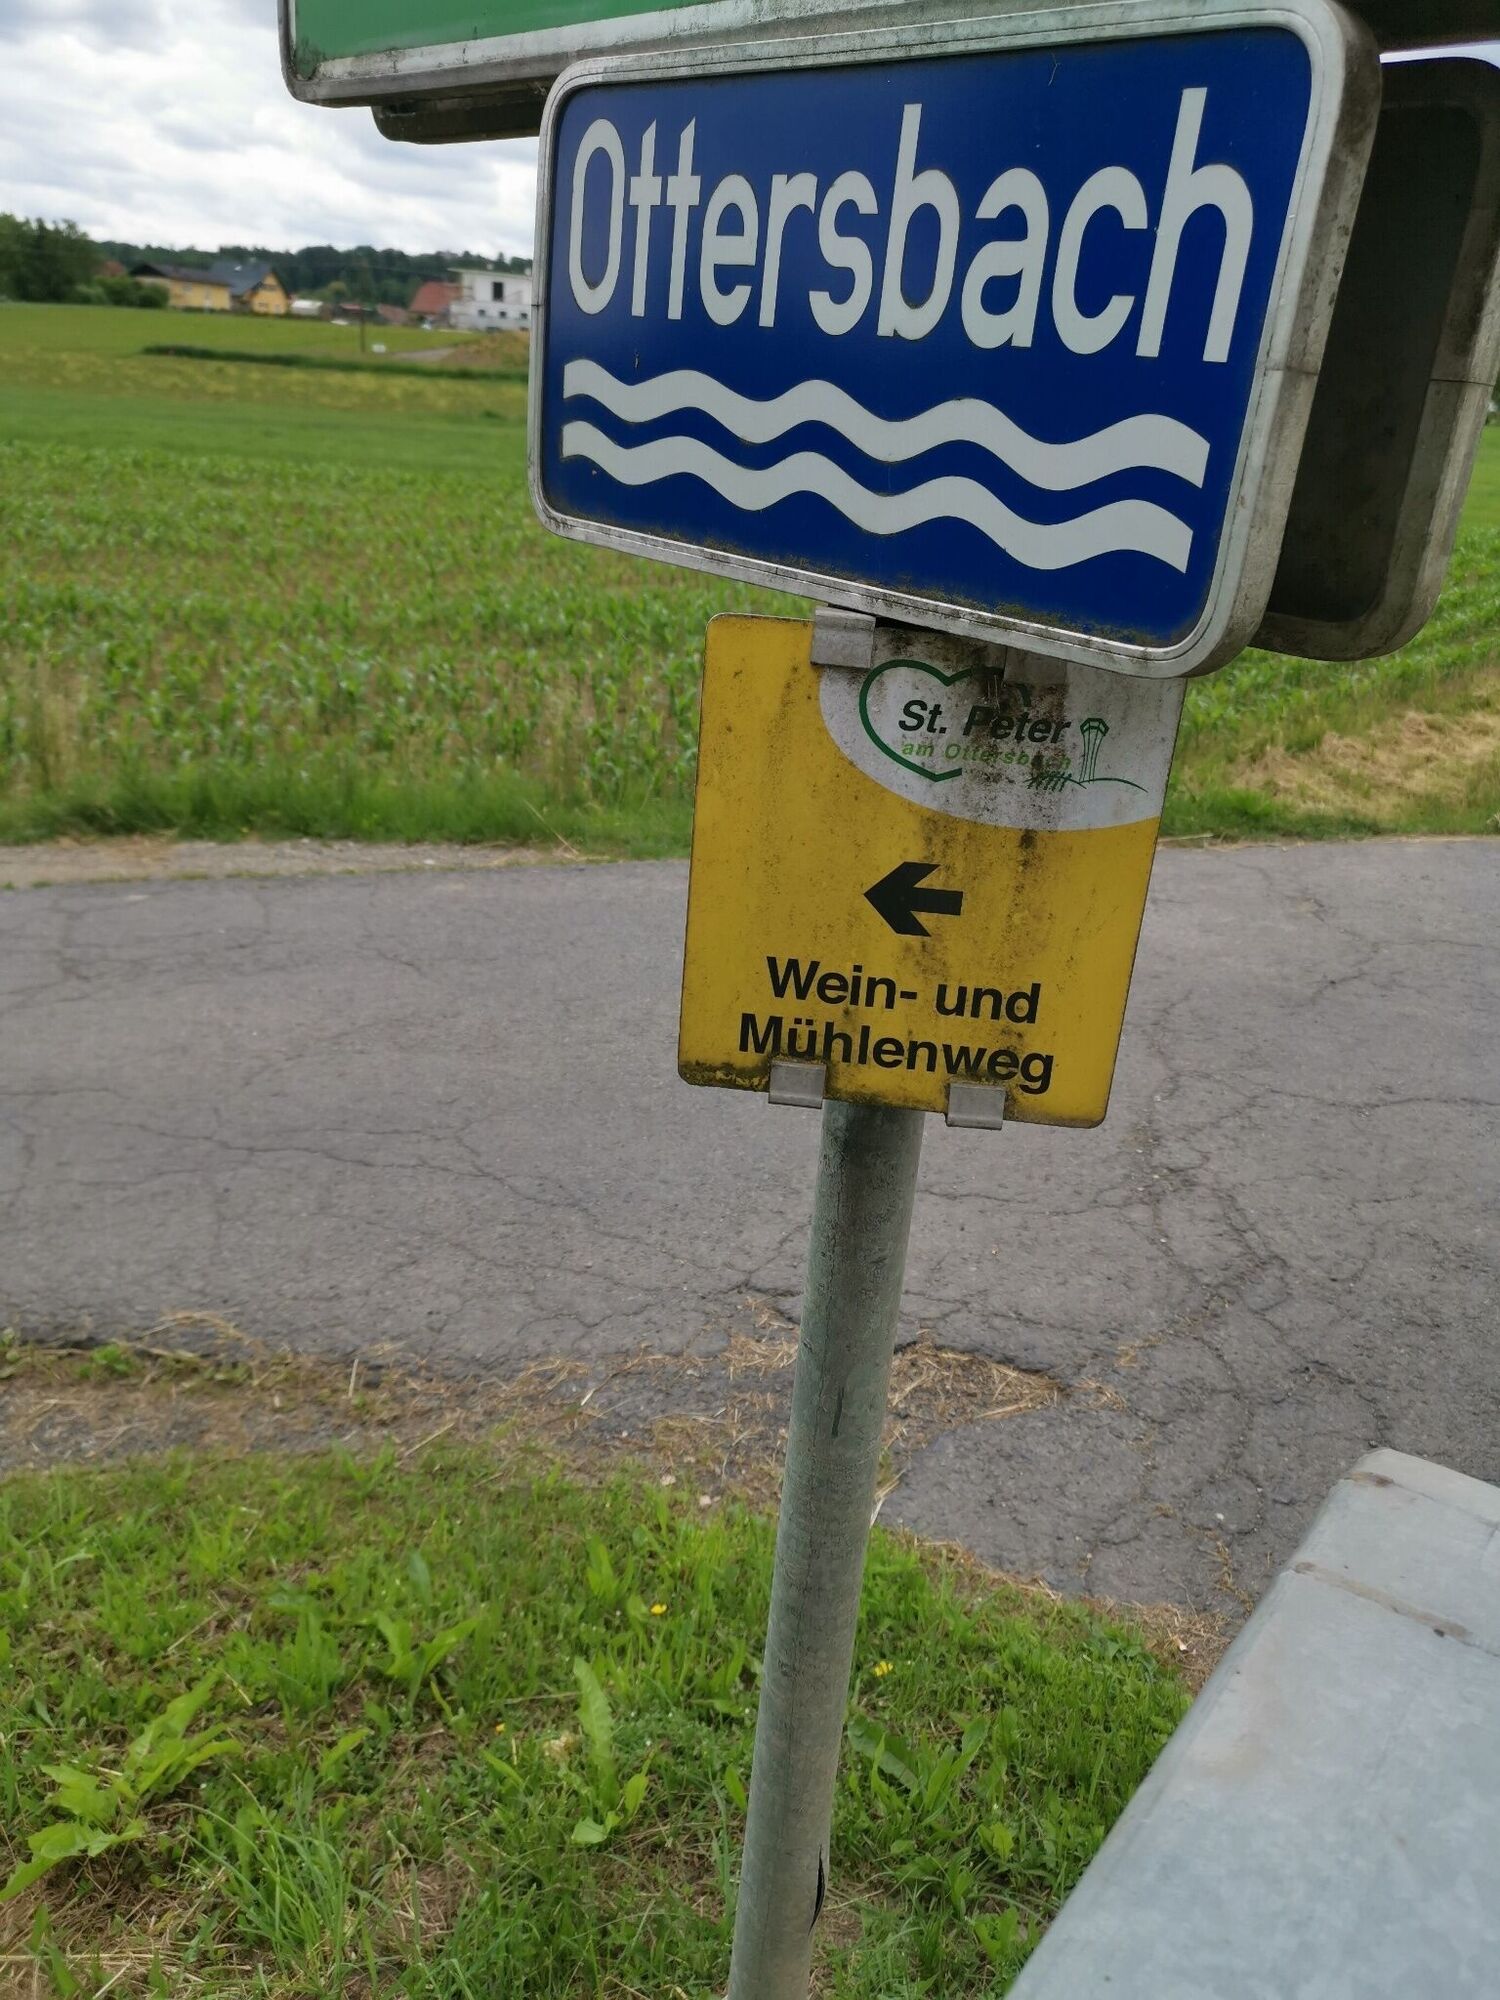 Ottersbach
St. Peter
am Ottersbach
Wein- und
Mühlenweg